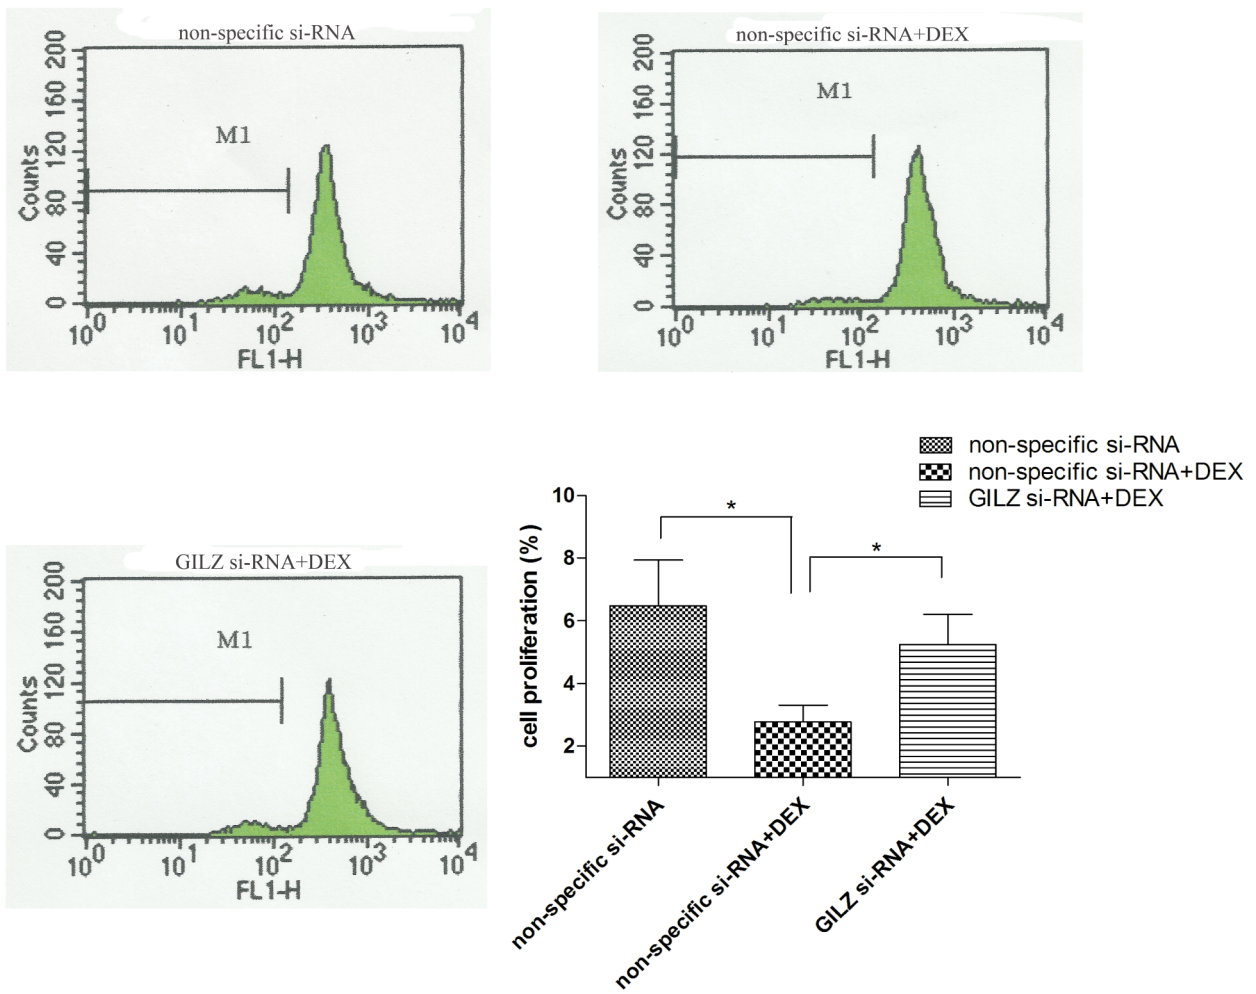 non-specific si-RNA
200
160
120
80
40
0
Counts
M1
10^0 10^1 10^2 10^3 10^4
FL1-H
non-specific si-RNA+DEX
200
160
120
80
40
0
Counts
M1
10^0 10^1 10^2 10^3 10^4
FL1-H
GILZ si-RNA+DEX
200
160
120
80
40
0
Counts
M1
10^0 10^1 10^2 10^3 10^4
FL1-H
non-specific si-RNA
non-specific si-RNA+DEX
GILZ si-RNA+DEX
10
8
6
4
2
cell proliferation (%)
*
*
non-specific si-RNA
non-specific si-RNA+DEX
GILZ si-RNA+DEX